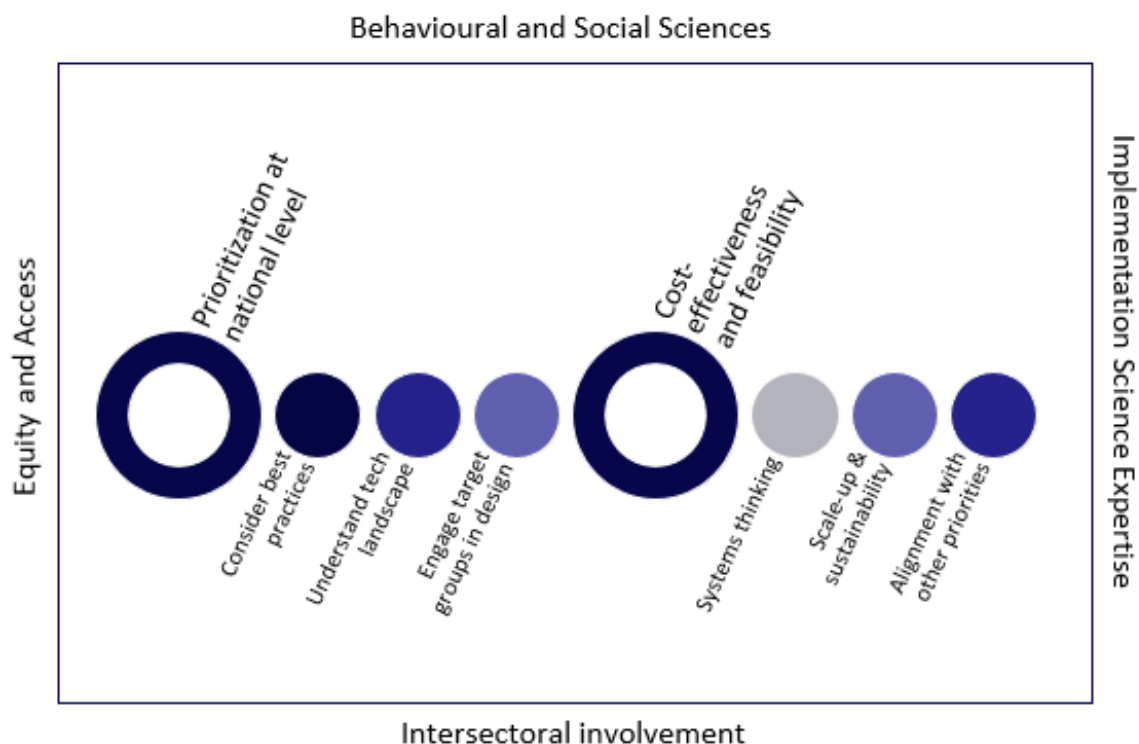 Behavioural and Social Sciences
Equity and Access
Prioritization at
national level
Consider best
practices
Understand tech
landscape
Engage target
groups in design
Cost-
effectiveness
and feasibility
Systems thinking
Scale-up &
sustainability
Alignment with
other priorities
Implementation Science Expertise
Intersectoral involvement